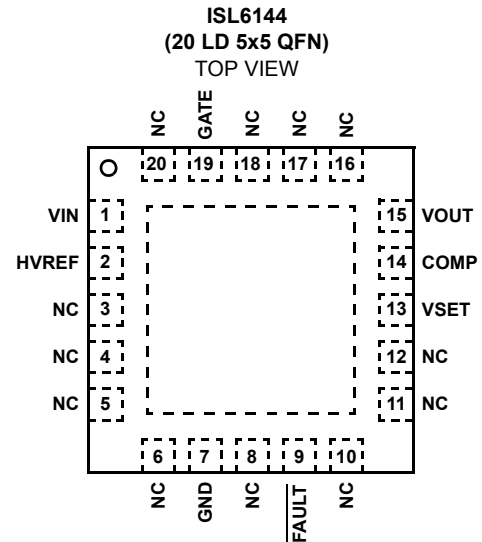 ISL6144
(20 LD 5x5 QFN)
TOP VIEW
NC GATE NC NC NC
20 19 18 17 16
VIN 1 15 VOUT
HVREF 2 14 COMP
NC 3 13 VSET
NC 4 12 NC
NC 5 11 NC
6 7 8 9 10
NC GND NC FAULT NC